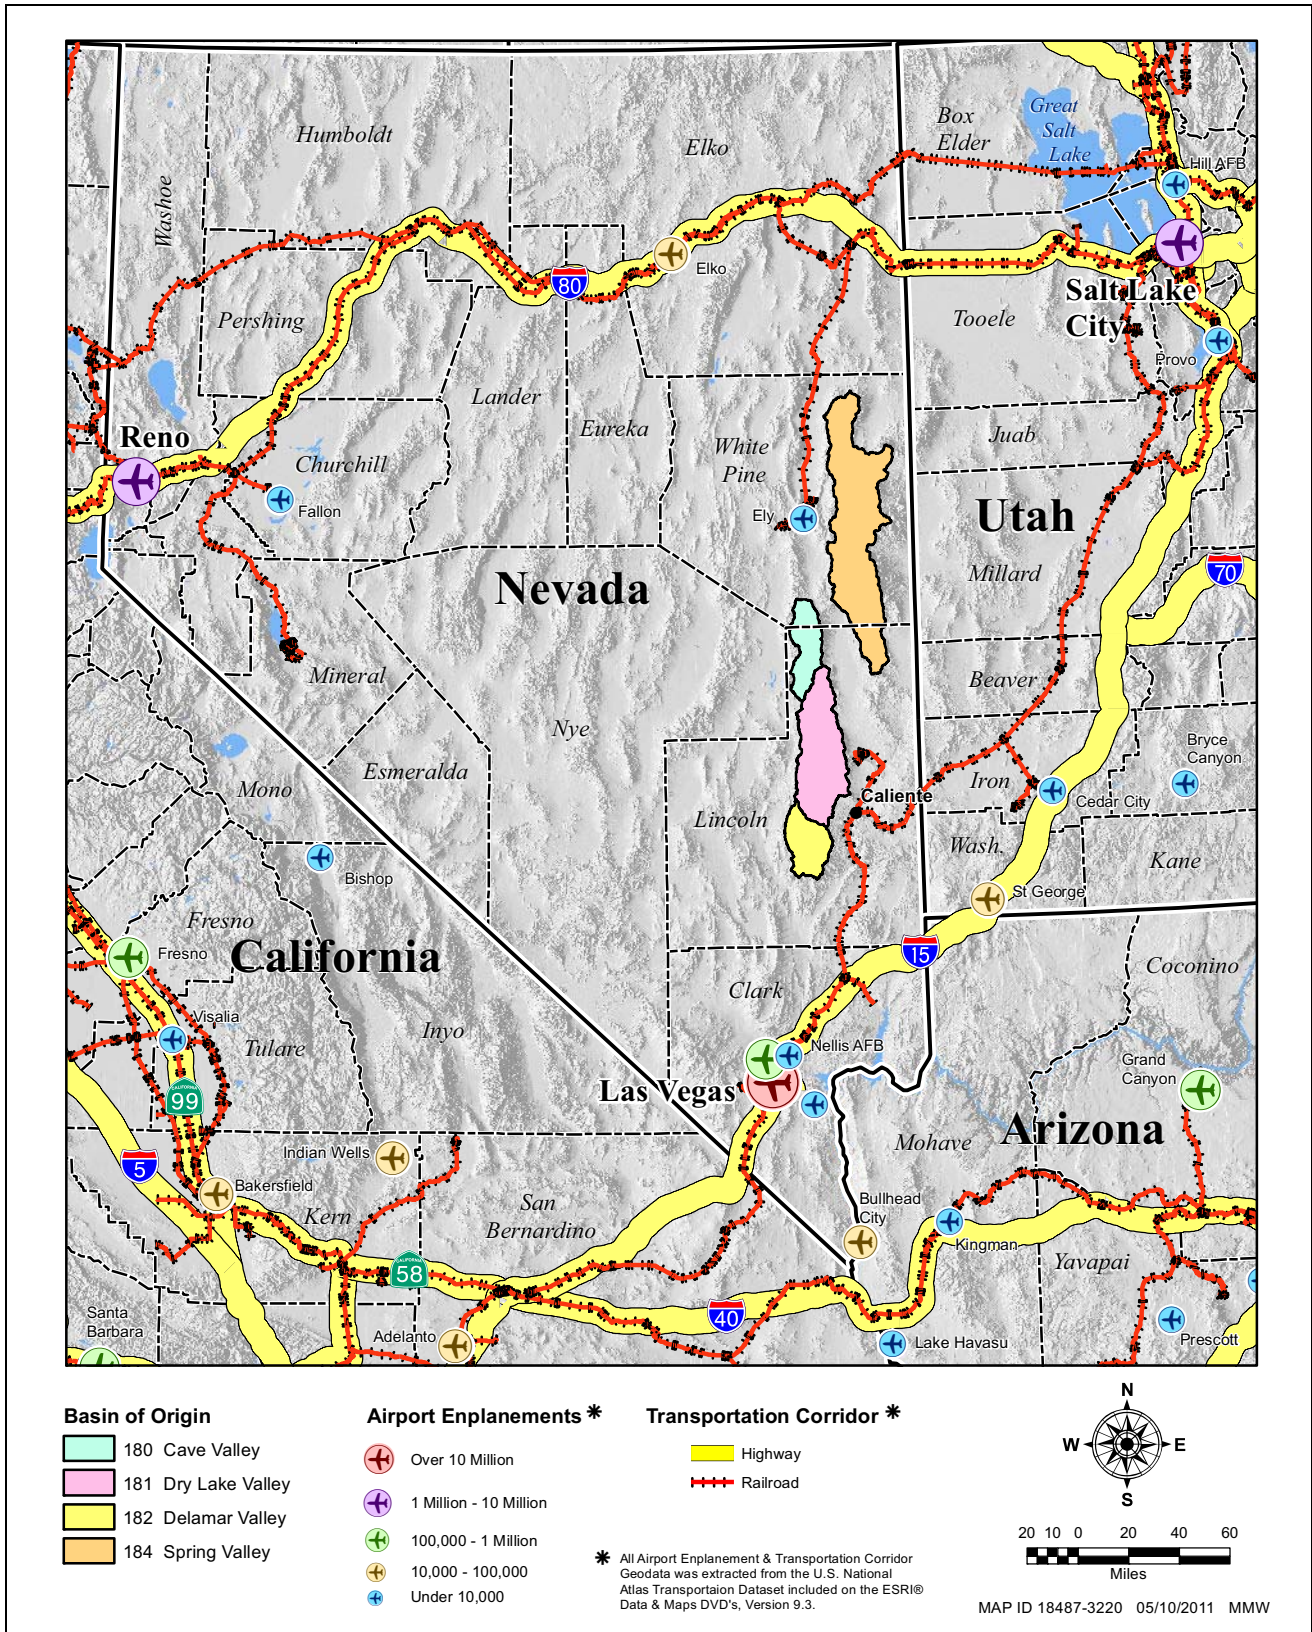 Humboldt
Elko
Box
Elder
Great
Salt
Lake
Hill AFB
Washoe
Elko
80
Salt Lake
City
Pershing
Tooele
Provo
Lander
Eureka
Juab
Reno
White
Pine
Churchill
Fallon
Ely
Utah
Nevada
Millard
70
Mineral
Beaver
Nye
Bryce
Canyon
Esmeralda
Mono
Iron
Caliente
Cedar City
Lincoln
Wash.
Kane
Bishop
St George
Fresno
Fresno
California
15
Coconino
Clark
Visalia
Inyo
Tulare
Nellis AFB
Grand
Canyon
Las Vegas
CALIFORNIA
99
Arizona
Mohave
Indian Wells
5
Bakersfield
Kern
San
Bernardino
Bullhead
City
Kingman
Yavapai
CALIFORNIA
58
40
Santa
Barbara
Adelanto
Lake Havasu
Prescott
Basin of Origin
180 Cave Valley
181 Dry Lake Valley
182 Delamar Valley
184 Spring Valley
Airport Enplanements *
Over 10 Million
1 Million - 10 Million
100,000 - 1 Million
10,000 - 100,000
Under 10,000
Transportation Corridor *
Highway
Railroad
* All Airport Enplanement & Transportation Corridor
Geodata was extracted from the U.S. National
Atlas Transportaion Dataset included on the ESRI®
Data & Maps DVD's, Version 9.3.
N
W E
S
20 10 0 20 40 60
Miles
MAP ID 18487-3220 05/10/2011 MMW